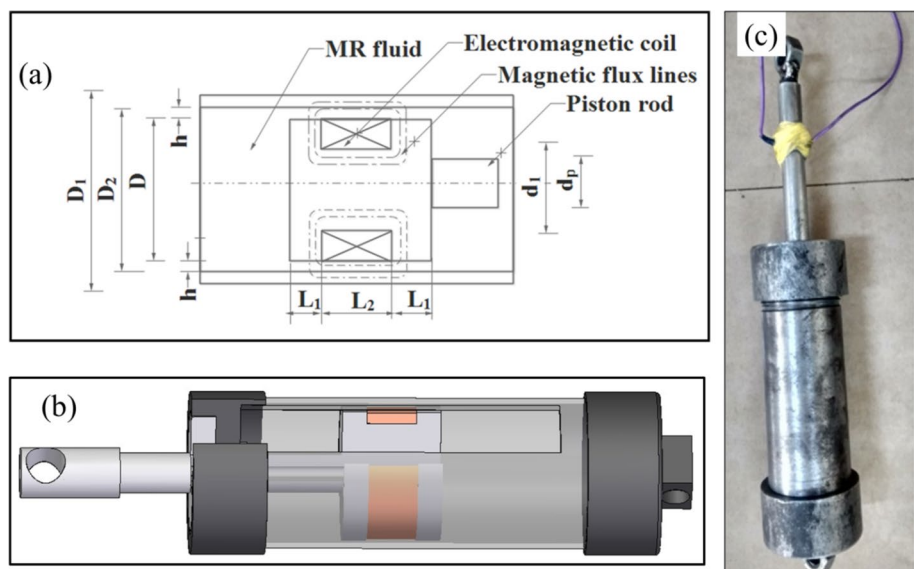 (a)
MR fluid
Electromagnetic coil
Magnetic flux lines
Piston rod
D₁
D₂
D
h
h
d₁
dₚ
L₁
L₂
L₁
(b)
(c)